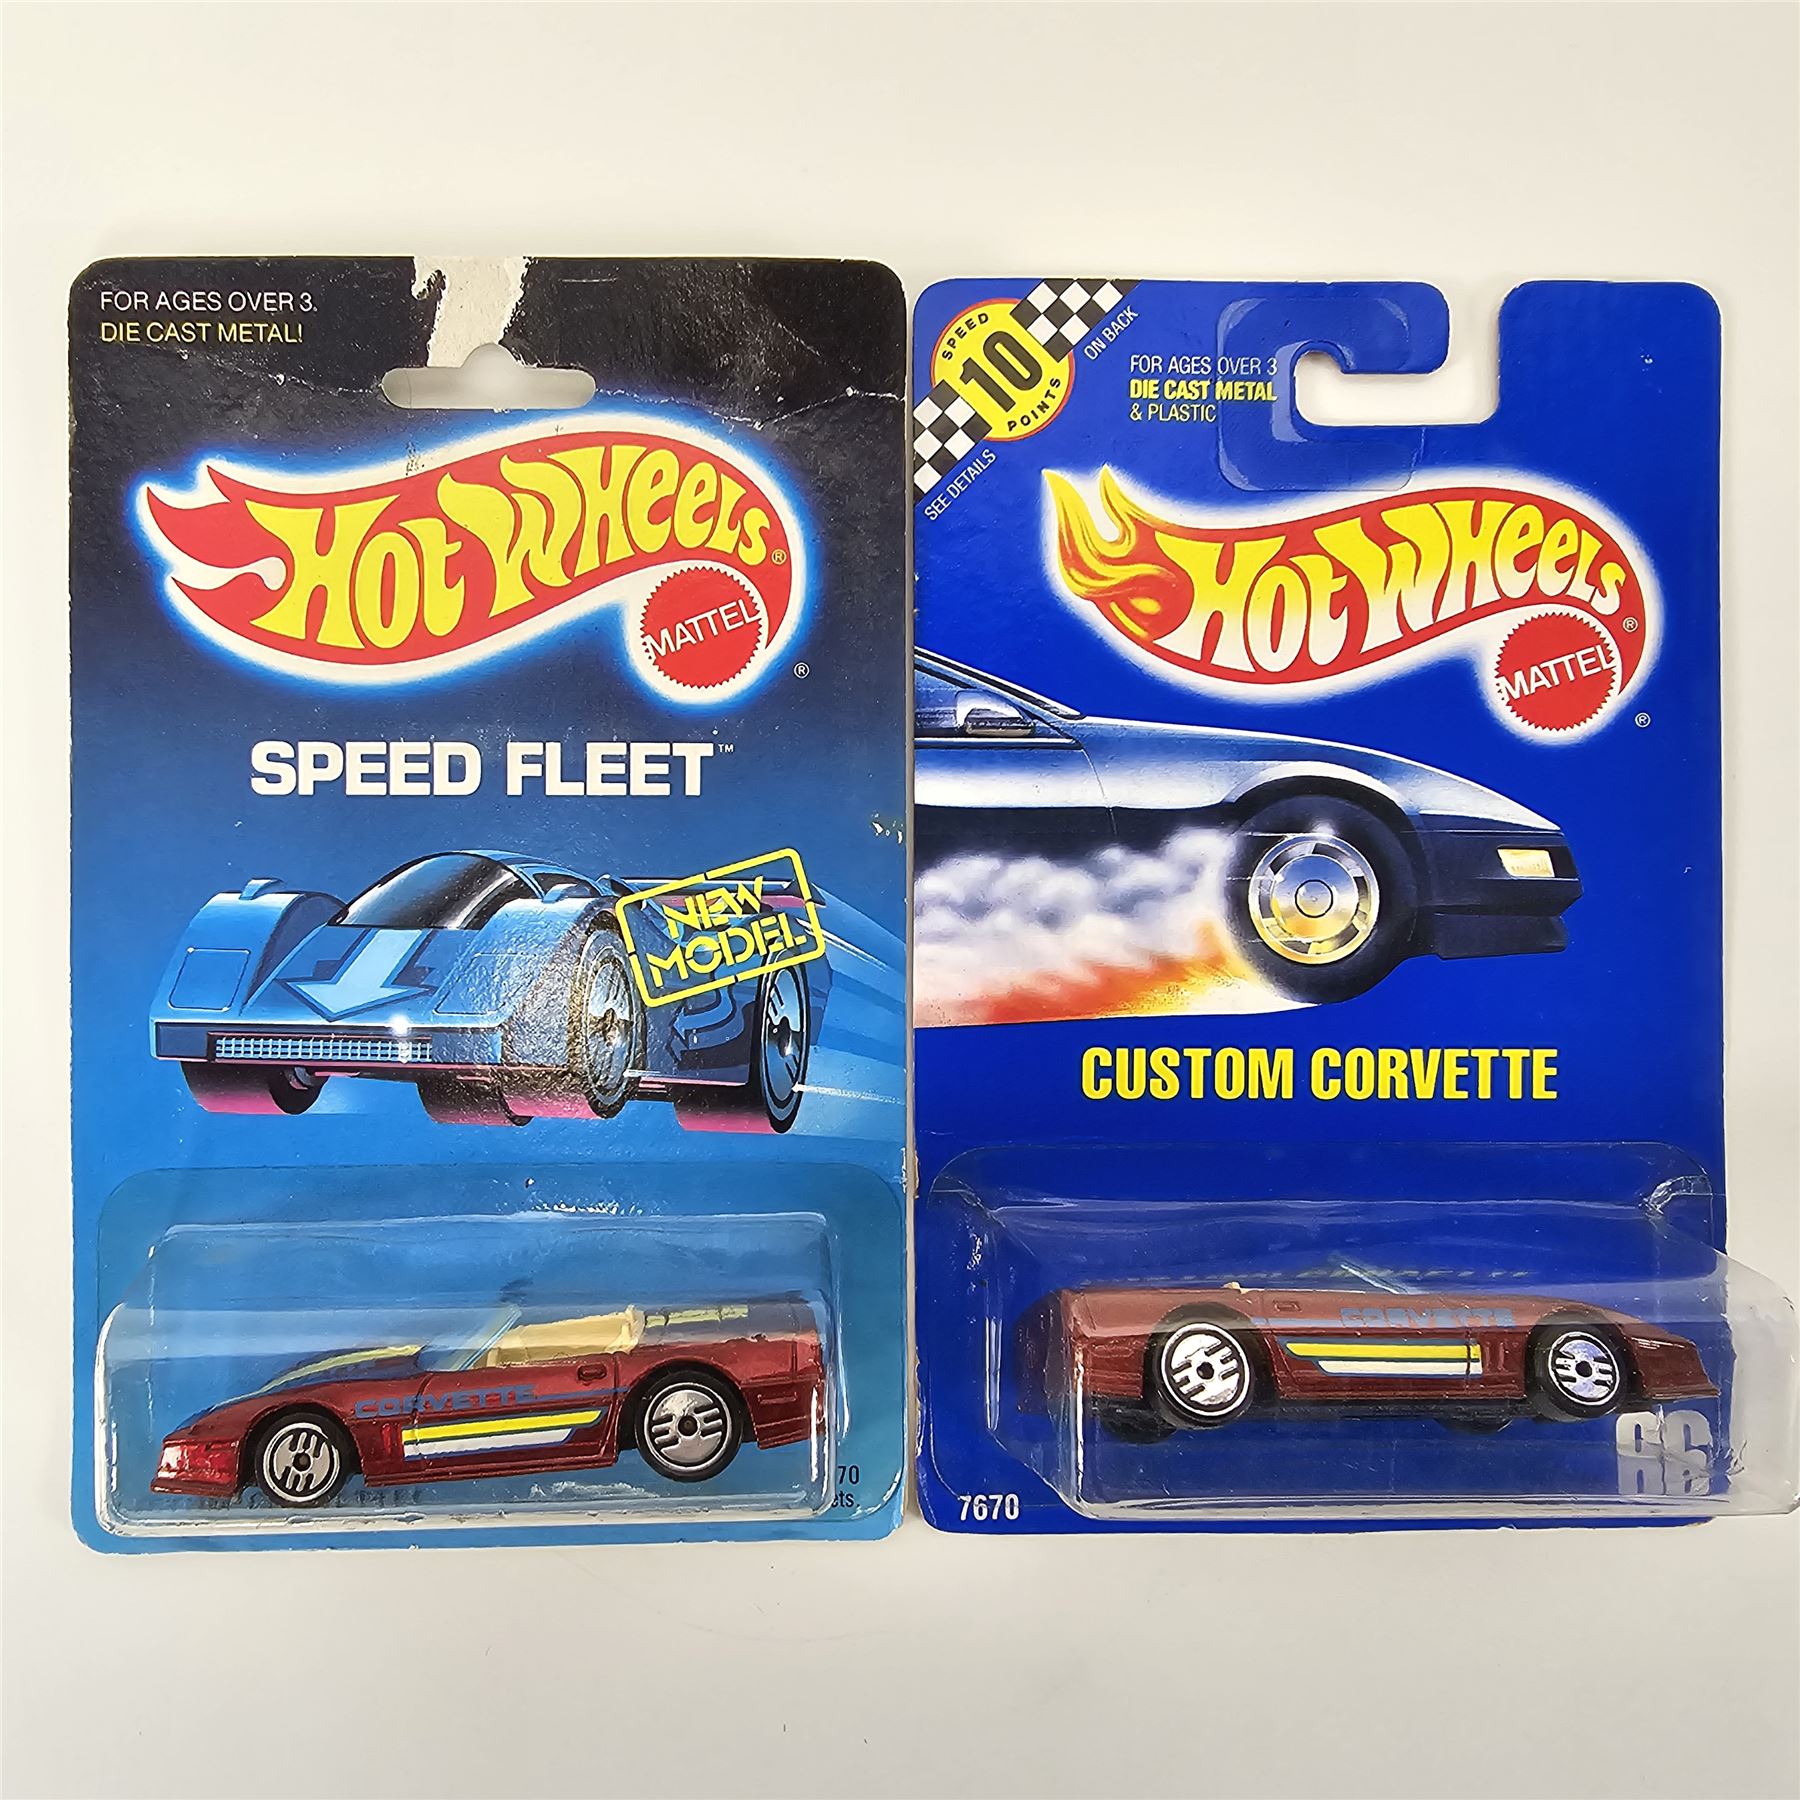 FOR AGES OVER 3.
DIE CAST METAL!
HOT WHEELS®
MATTEL
®
SPEED FLEET™
NEW
MODEL
CORVETTE
70
SPEED
10
POINTS
ON BACK
SEE DETAILS
FOR AGES OVER 3
DIE CAST METAL
& PLASTIC
HOT WHEELS®
MATTEL
®
CUSTOM CORVETTE
CORVETTE
7670